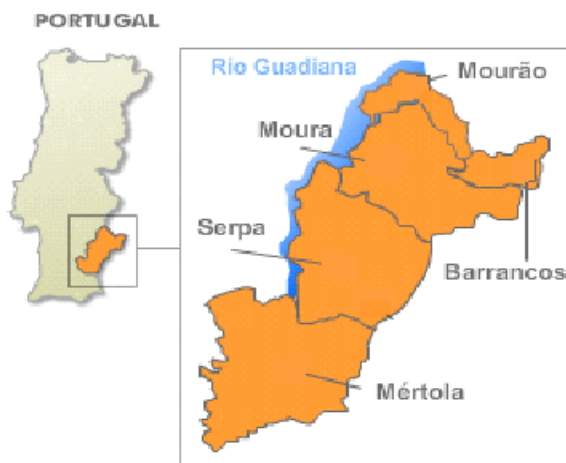 PORTUGAL
Rio Guadiana
Mourão
Moura
Serpa
Barrancos
Mértola